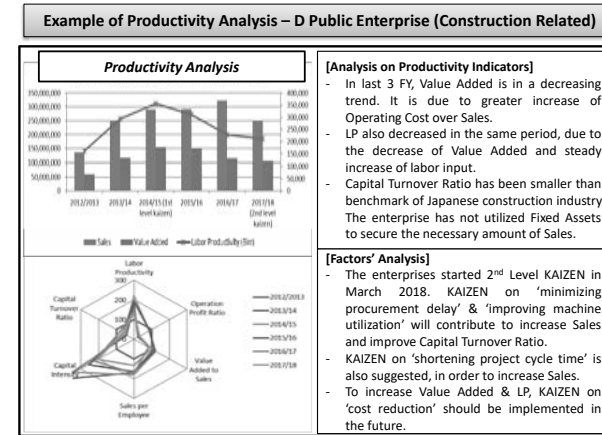 Example of Productivity Analysis – D Public Enterprise (Construction Related)
Productivity Analysis
350,000,000
300,000,000
250,000,000
200,000,000
150,000,000
100,000,000
50,000,000
400,000
350,000
300,000
250,000
200,000
150,000
100,000
50,000
0
2012/2013
2013/14
2014/15 (1st
level kaizen)
2015/16
2016/17
2017/18
(2nd level
kaizen)
Sales
Value Added
Labor Productivity (Birr)
Labor
Productivity
300
200
100
Operation
Profit Ratio
Value
Added to
Sales
Sales per
Employee
Capital
Capital
Turnover
Ratio
2012/2013
2013/14
2014/15
2015/16
2016/17
2017/18
[Analysis on Productivity Indicators]
- In last 3 FY, Value Added is in a decreasing
trend. It is due to greater increase of
Operating Cost over Sales.
- LP also decreased in the same period, due to
the decrease of Value Added and steady
increase of labor input.
- Capital Turnover Ratio has been smaller than
benchmark of Japanese construction industry
The enterprise has not utilized Fixed Assets
to secure the necessary amount of Sales.
[Factors’ Analysis]
- The enterprises started 2nd Level KAIZEN in
March 2018. KAIZEN on ‘minimizing
procurement delay’ & ‘improving machine
utilization’ will contribute to increase Sales
and improve Capital Turnover Ratio.
- KAIZEN on ‘shortening project cycle time’ is
also suggested, in order to increase Sales.
- To increase Value Added & LP, KAIZEN on
‘cost reduction’ should be implemented in
the future.